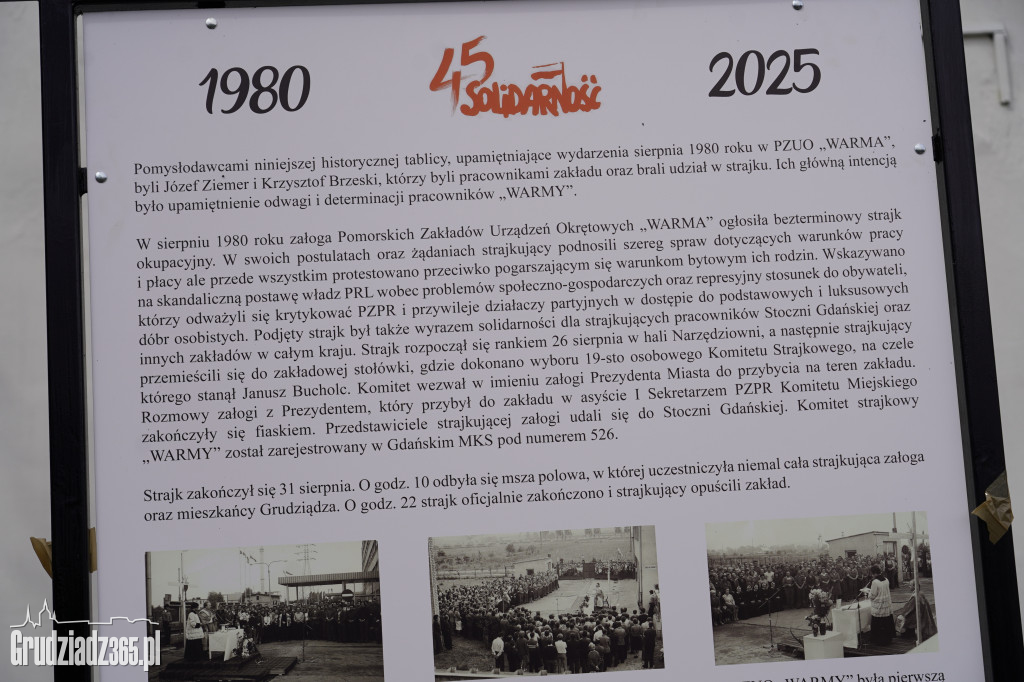 1980
45
SOLIDARNOŚĆ
2025
Pomysłodawcami niniejszej historycznej tablicy, upamiętniające wydarzenia sierpnia 1980 roku w PZUO „WARMA”,
byli Józef Ziemer i Krzysztof Brzeski, którzy byli pracownikami zakładu oraz brali udział w strajku. Ich główną intencją
było upamiętnienie odwagi i determinacji pracowników „WARMY”.
W sierpniu 1980 roku załoga Pomorskich Zakładów Urządzeń Okrętowych „WARMA” ogłosiła bezterminowy strajk
okupacyjny. W swoich postulatach oraz żądaniach strajkujący podnosili szereg spraw dotyczących warunków pracy
i płacy ale przede wszystkim protestowano przeciwko pogarszającym się warunkom bytowym ich rodzin. Wskazywano
na skandaliczną postawę władz PRL wobec problemów społeczno-gospodarczych oraz represyjny stosunek do obywateli,
którzy odważyli się krytykować PZPR i przywileje działaczy partyjnych w dostępie do podstawowych i luksusowych
dóbr osobistych. Podjęty strajk był także wyrazem solidarności dla strajkujących pracowników Stoczni Gdańskiej oraz
innych zakładów w całym kraju. Strajk rozpoczął się rankiem 26 sierpnia w hali Narzędziowni, a następnie strajkujący
przemieścili się do zakładowej stołówki, gdzie dokonano wyboru 19-sto osobowego Komitetu Strajkowego, na czele
którego stanął Janusz Bucholc. Komitet wezwał w imieniu załogi Prezydenta Miasta do przybycia na teren zakładu.
Rozmowy załogi z Prezydentem, który przybył do zakładu w asyście I Sekretarzem PZPR Komitetu Miejskiego
zakończyły się fiaskiem. Przedstawiciele strajkującej załogi udali się do Stoczni Gdańskiej. Komitet strajkowy
„WARMY” został zarejestrowany w Gdańskim MKS pod numerem 526.
Strajk zakończył się 31 sierpnia. O godz. 10 odbyła się msza polowa, w której uczestniczyła niemal cała strajkująca załoga
oraz mieszkańcy Grudziądza. O godz. 22 strajk oficjalnie zakończono i strajkujący opuścili zakład.
„WARMY” była pierwszą
Grudziadz365.pl